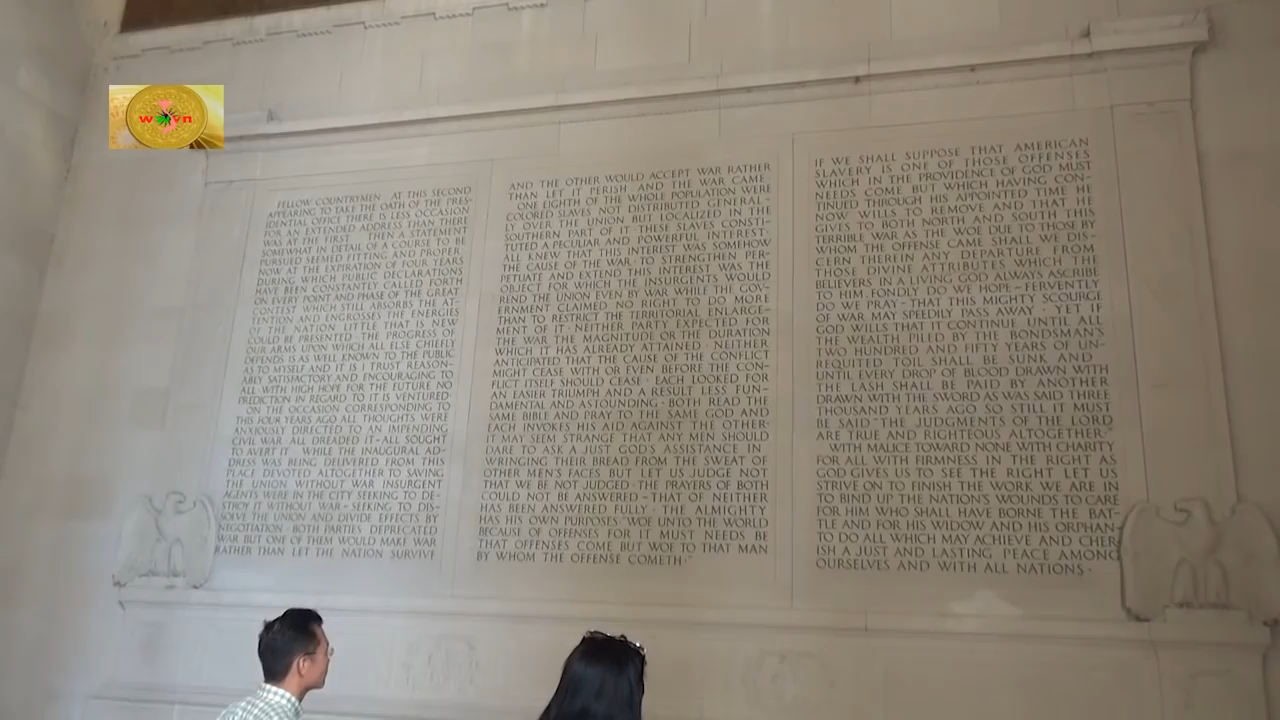 wgvn
FELLOW COUNTRYMEN AT THIS SECOND
APPEARING TO TAKE THE OATH OF THE PRES-
IDENTIAL OFFICE THERE IS LESS OCCASION
FOR AN EXTENDED ADDRESS THAN THERE
WAS AT THE FIRST THEN A STATEMENT
SOMEWHAT IN DETAIL OF A COURSE TO BE
PURSUED SEEMED FITTING AND PROPER
NOW AT THE EXPIRATION OF FOUR YEARS
DURING WHICH PUBLIC DECLARATIONS
HAVE BEEN CONSTANTLY CALLED FORTH
ON EVERY POINT AND PHASE OF THE GREAT
CONTEST WHICH STILL ABSORBS THE AT-
TENTION AND ENGROSSES THE ENERGIES
OF THE NATION LITTLE THAT IS NEW
COULD BE PRESENTED · THE PROGRESS OF
OUR ARMS UPON WHICH ALL ELSE CHIEFLY
DEPENDS IS AS WELL KNOWN TO THE PUBLIC
AS TO MYSELF AND IT IS I TRUST REASON-
ABLY SATISFACTORY AND ENCOURAGING TO
ALL · WITH HIGH HOPE FOR THE FUTURE NO
PREDICTION IN REGARD TO IT IS VENTURED
ON THE OCCASION CORRESPONDING TO
THIS FOUR YEARS AGO ALL THOUGHTS WERE
ANXIOUSLY DIRECTED TO AN IMPENDING
CIVIL WAR · ALL DREADED IT – ALL SOUGHT
TO AVERT IT · WHILE THE INAUGURAL AD-
DRESS WAS BEING DELIVERED FROM THIS
PLACE DEVOTED ALTOGETHER TO SAVING
THE UNION WITHOUT WAR INSURGENT
AGENTS WERE IN THE CITY SEEKING TO DE-
STROY IT WITHOUT WAR – SEEKING TO DIS-
SOLVE THE UNION AND DIVIDE EFFECTS BY
NEGOTIATION · BOTH PARTIES DEPRECATED
WAR BUT ONE OF THEM WOULD MAKE WAR
RATHER THAN LET THE NATION SURVIVE
AND THE OTHER WOULD ACCEPT WAR RATHER
THAN LET IT PERISH · AND THE WAR CAME ·
ONE EIGHTH OF THE WHOLE POPULATION WERE
COLORED SLAVES NOT DISTRIBUTED GENERAL-
LY OVER THE UNION BUT LOCALIZED IN THE
SOUTHERN PART OF IT · THESE SLAVES CONSTI-
TUTED A PECULIAR AND POWERFUL INTEREST ·
ALL KNEW THAT THIS INTEREST WAS SOMEHOW
THE CAUSE OF THE WAR · TO STRENGTHEN PER-
PETUATE AND EXTEND THIS INTEREST WAS THE
OBJECT FOR WHICH THE INSURGENTS WOULD
REND THE UNION EVEN BY WAR WHILE THE GOV-
ERNMENT CLAIMED NO RIGHT TO DO MORE
THAN TO RESTRICT THE TERRITORIAL ENLARGE-
MENT OF IT · NEITHER PARTY EXPECTED FOR
THE WAR THE MAGNITUDE OR THE DURATION
WHICH IT HAS ALREADY ATTAINED · NEITHER
ANTICIPATED THAT THE CAUSE OF THE CONFLICT
MIGHT CEASE WITH OR EVEN BEFORE THE CON-
FLICT ITSELF SHOULD CEASE · EACH LOOKED FOR
AN EASIER TRIUMPH AND A RESULT LESS FUN-
DAMENTAL AND ASTOUNDING · BOTH READ THE
SAME BIBLE AND PRAY TO THE SAME GOD AND
EACH INVOKES HIS AID AGAINST THE OTHER ·
IT MAY SEEM STRANGE THAT ANY MEN SHOULD
DARE TO ASK A JUST GOD'S ASSISTANCE IN
WRINGING THEIR BREAD FROM THE SWEAT OF
OTHER MEN'S FACES BUT LET US JUDGE NOT
THAT WE BE NOT JUDGED · THE PRAYERS OF BOTH
COULD NOT BE ANSWERED – THAT OF NEITHER
HAS BEEN ANSWERED FULLY · THE ALMIGHTY
HAS HIS OWN PURPOSES · "WOE UNTO THE WORLD
BECAUSE OF OFFENSES FOR IT MUST NEEDS BE
THAT OFFENSES COME BUT WOE TO THAT MAN
BY WHOM THE OFFENSE COMETH ·"
IF WE SHALL SUPPOSE THAT AMERICAN
SLAVERY IS ONE OF THOSE OFFENSES
WHICH IN THE PROVIDENCE OF GOD MUST
NEEDS COME BUT WHICH HAVING CON-
TINUED THROUGH HIS APPOINTED TIME HE
NOW WILLS TO REMOVE AND THAT HE
GIVES TO BOTH NORTH AND SOUTH THIS
TERRIBLE WAR AS THE WOE DUE TO THOSE BY
WHOM THE OFFENSE CAME SHALL WE DIS-
CERN THEREIN ANY DEPARTURE FROM
THOSE DIVINE ATTRIBUTES WHICH THE
BELIEVERS IN A LIVING GOD ALWAYS ASCRIBE
TO HIM · FONDLY DO WE HOPE – FERVENTLY
DO WE PRAY – THAT THIS MIGHTY SCOURGE
OF WAR MAY SPEEDILY PASS AWAY · YET IF
GOD WILLS THAT IT CONTINUE UNTIL ALL
THE WEALTH PILED BY THE BONDSMAN'S
TWO HUNDRED AND FIFTY YEARS OF UN-
REQUITED TOIL SHALL BE SUNK AND
UNTIL EVERY DROP OF BLOOD DRAWN WITH
THE LASH SHALL BE PAID BY ANOTHER
DRAWN WITH THE SWORD AS WAS SAID THREE
THOUSAND YEARS AGO SO STILL IT MUST
BE SAID "THE JUDGMENTS OF THE LORD
ARE TRUE AND RIGHTEOUS ALTOGETHER ·"
WITH MALICE TOWARD NONE WITH CHARITY
FOR ALL WITH FIRMNESS IN THE RIGHT AS
GOD GIVES US TO SEE THE RIGHT LET US
STRIVE ON TO FINISH THE WORK WE ARE IN
TO BIND UP THE NATION'S WOUNDS TO CARE
FOR HIM WHO SHALL HAVE BORNE THE BAT-
TLE AND FOR HIS WIDOW AND HIS ORPHAN
TO DO ALL WHICH MAY ACHIEVE AND CHER
ISH A JUST AND LASTING PEACE AMONG
OURSELVES AND WITH ALL NATIONS ·